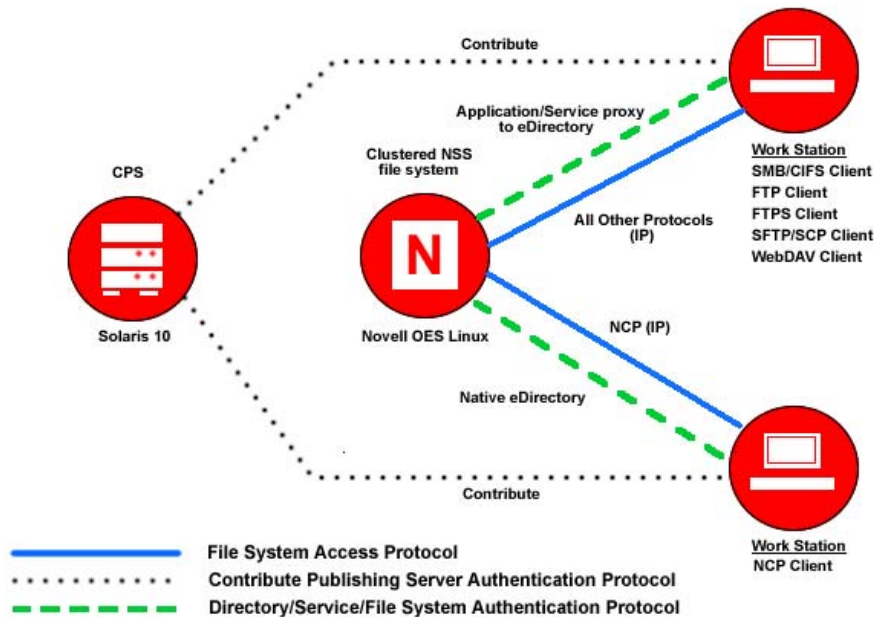 Contribute
Application/Service proxy
to eDirectory
Clustered NSS
file system
CPS
Work Station
SMB/CIFS Client
FTP Client
FTPS Client
SFTP/SCP Client
WebDAV Client
All Other Protocols
(IP)
N
Solaris 10
Novell OES Linux
NCP (IP)
Native eDirectory
Contribute
Work Station
NCP Client
File System Access Protocol
Contribute Publishing Server Authentication Protocol
Directory/Service/File System Authentication Protocol